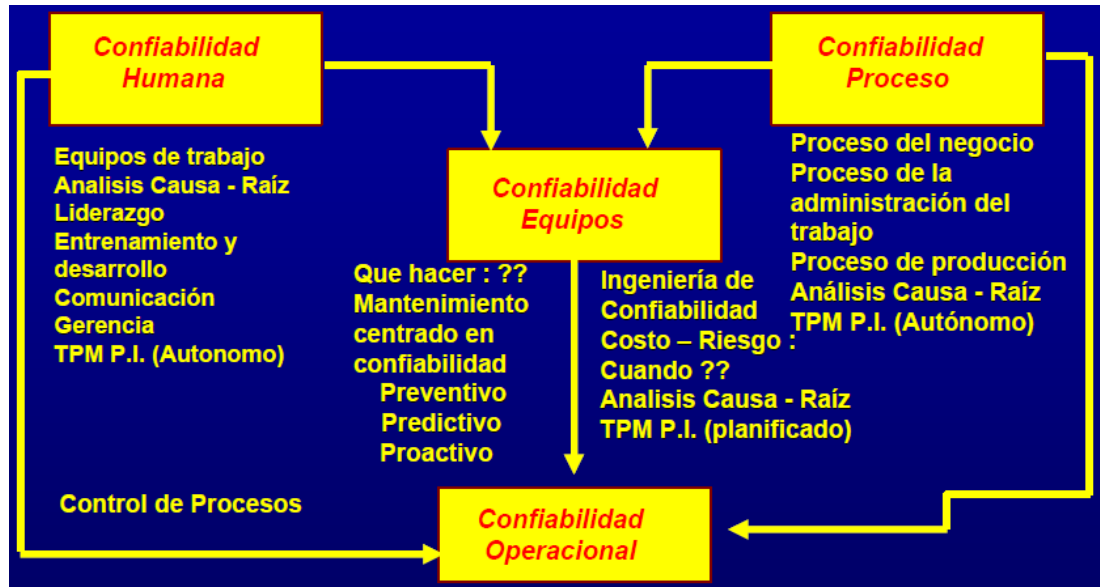 Confiabilidad
Humana
Equipos de trabajo
Analisis Causa - Raíz
Liderazgo
Entrenamiento y
desarrollo
Comunicación
Gerencia
TPM P.I. (Autonomo)
Control de Procesos
Confiabilidad
Equipos
Que hacer : ??
Mantenimiento
centrado en
confiabilidad
Preventivo
Predictivo
Proactivo
Ingeniería de
Confiabilidad
Costo – Riesgo :
Cuando ??
Analisis Causa - Raíz
TPM P.I. (planificado)
Confiabilidad
Proceso
Proceso del negocio
Proceso de la
administración del
trabajo
Proceso de producción
Análisis Causa - Raíz
TPM P.I. (Autónomo)
Confiabilidad
Operacional